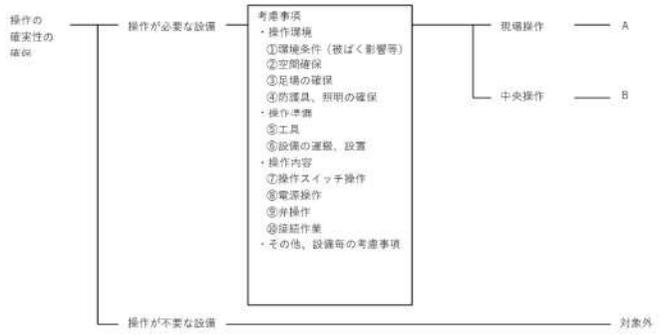 操作の
確実性の
確保
操作が必要な設備
考慮事項
・操作環境
①環境条件（被ばく影響等）
②空間確保
③足場の確保
④防護具、照明の確保
・操作準備
⑤工具
⑥設備の運搬、設置
・操作内容
⑦操作スイッチ操作
⑧電源操作
⑨弁操作
⑩接続作業
・その他、設備毎の考慮事項
現場操作
A
中央操作
B
操作が不要な設備
対象外